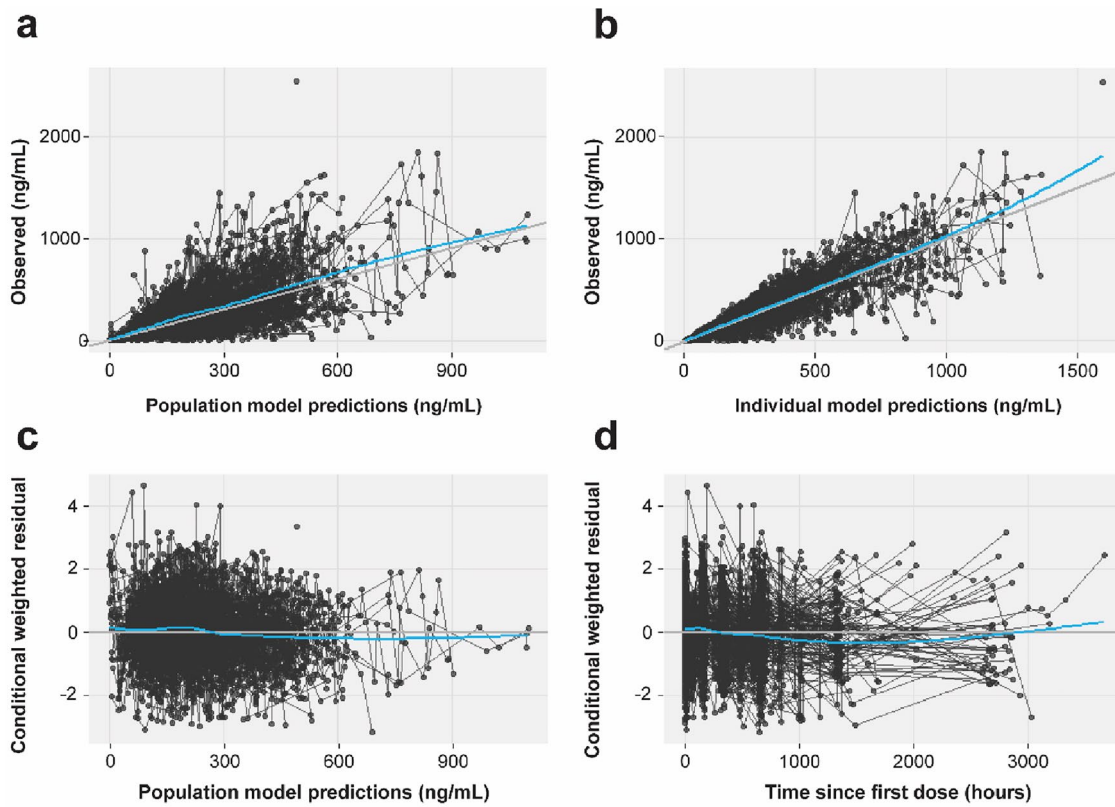 a
Observed (ng/mL)
2000
1000
0
0 300 600 900
Population model predictions (ng/mL)
b
Observed (ng/mL)
2000
1000
0
0 500 1000 1500
Individual model predictions (ng/mL)
c
Conditional weighted residual
4
2
0
-2
0 300 600 900
Population model predictions (ng/mL)
d
Conditional weighted residual
4
2
0
-2
0 1000 2000 3000
Time since first dose (hours)